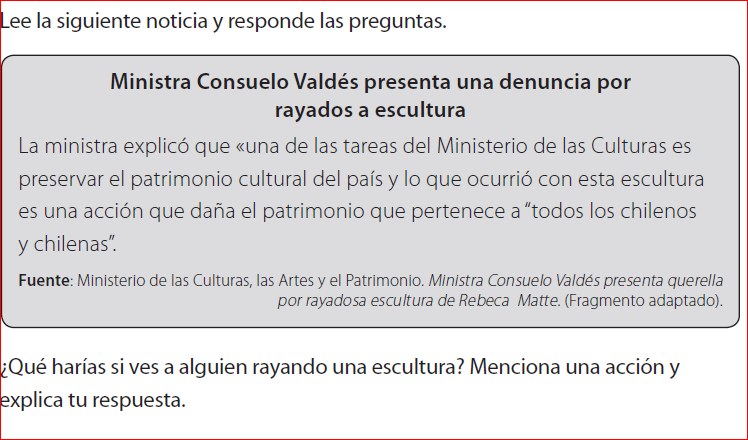 Lee la siguiente noticia y responde las preguntas.
Ministra Consuelo Valdés presenta una denuncia por
rayados a escultura
La ministra explicó que «una de las tareas del Ministerio de las Culturas es
preservar el patrimonio cultural del país y lo que ocurrió con esta escultura
es una acción que daña el patrimonio que pertenece a “todos los chilenos
y chilenas”.
Fuente: Ministerio de las Culturas, las Artes y el Patrimonio. Ministra Consuelo Valdés presenta querella
por rayadosa escultura de Rebeca Matte. (Fragmento adaptado).
¿Qué harías si ves a alguien rayando una escultura? Menciona una acción y
explica tu respuesta.